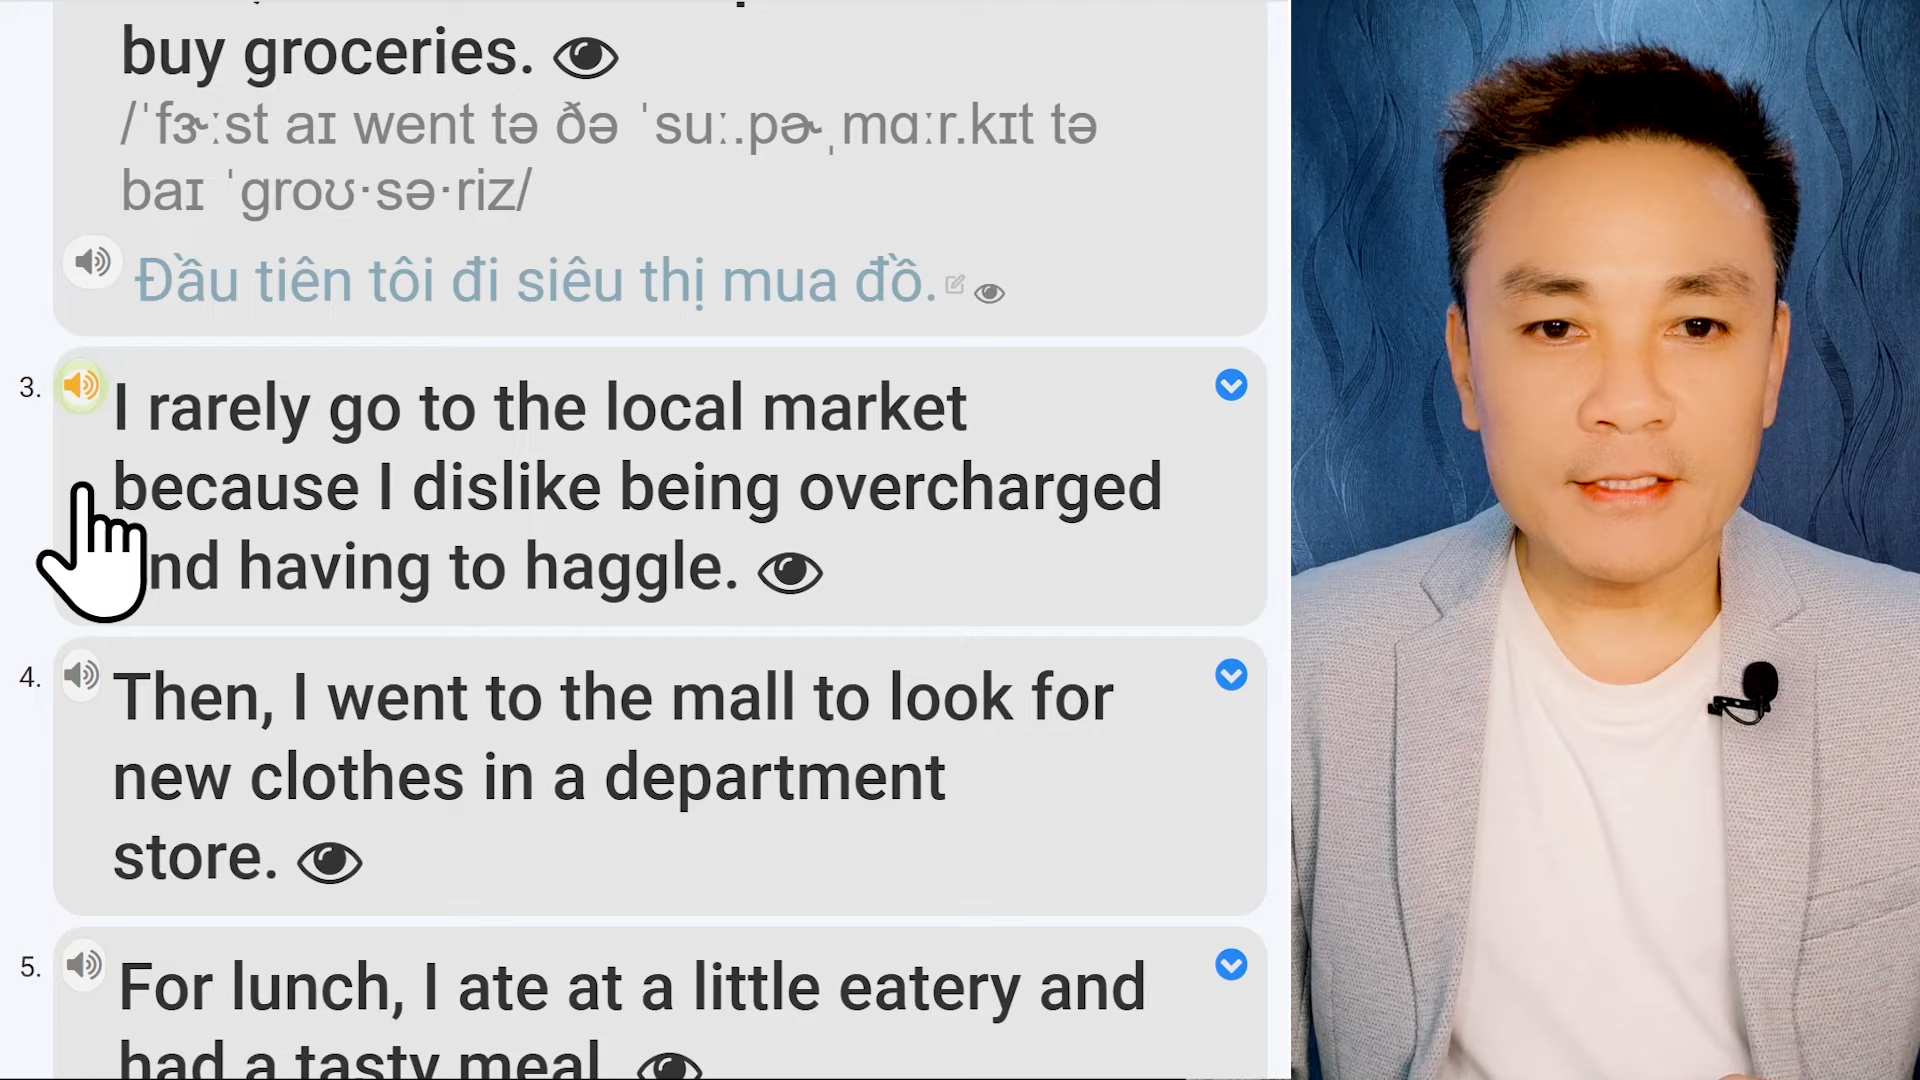 buy groceries.
/ˈfɝːst aɪ went tə ðə ˈsuː.pɚˌmɑːr.kɪt tə
baɪ ˈgroʊ·sə·riz/
Đầu tiên tôi đi siêu thị mua đồ.
3. I rarely go to the local market
because I dislike being overcharged
nd having to haggle.
4. Then, I went to the mall to look for
new clothes in a department
store.
5. For lunch, I ate at a little eatery and
had a tasty meal